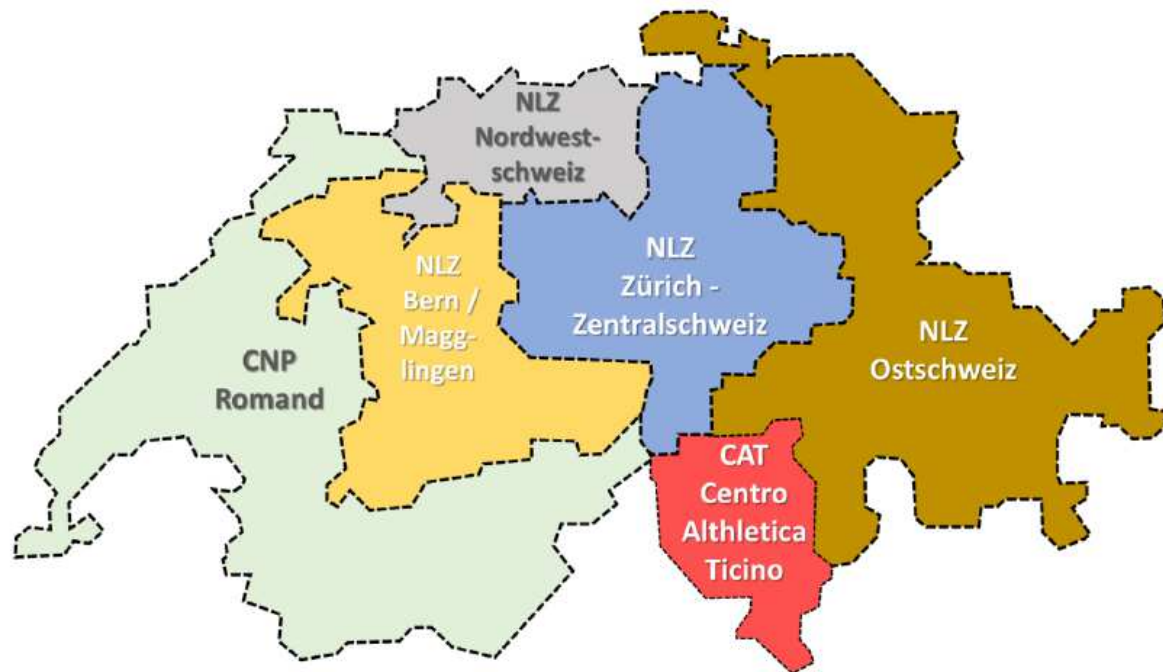 NLZ
Nordwest-
schweiz
NLZ
Bern /
Magg-
lingen
NLZ
Zürich -
Zentralschweiz
NLZ
Ostschweiz
CNP
Romand
CAT
Centro
Althletica
Ticino